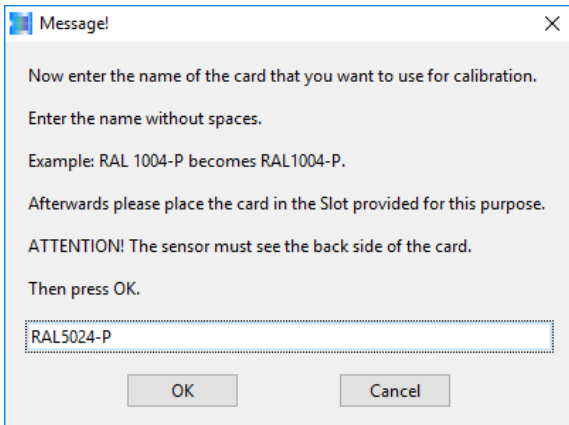 Message!
Now enter the name of the card that you want to use for calibration.
Enter the name without spaces.
Example: RAL 1004-P becomes RAL1004-P.
Afterwards please place the card in the Slot provided for this purpose.
ATTENTION! The sensor must see the back side of the card.
Then press OK.
RAL5024-P
OK Cancel